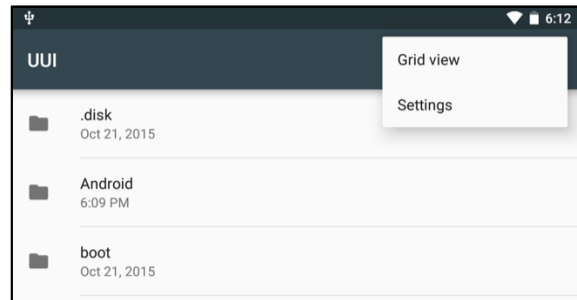 6:12
UUI
Grid view
Settings
.disk
Oct 21, 2015
Android
6:09 PM
boot
Oct 21, 2015